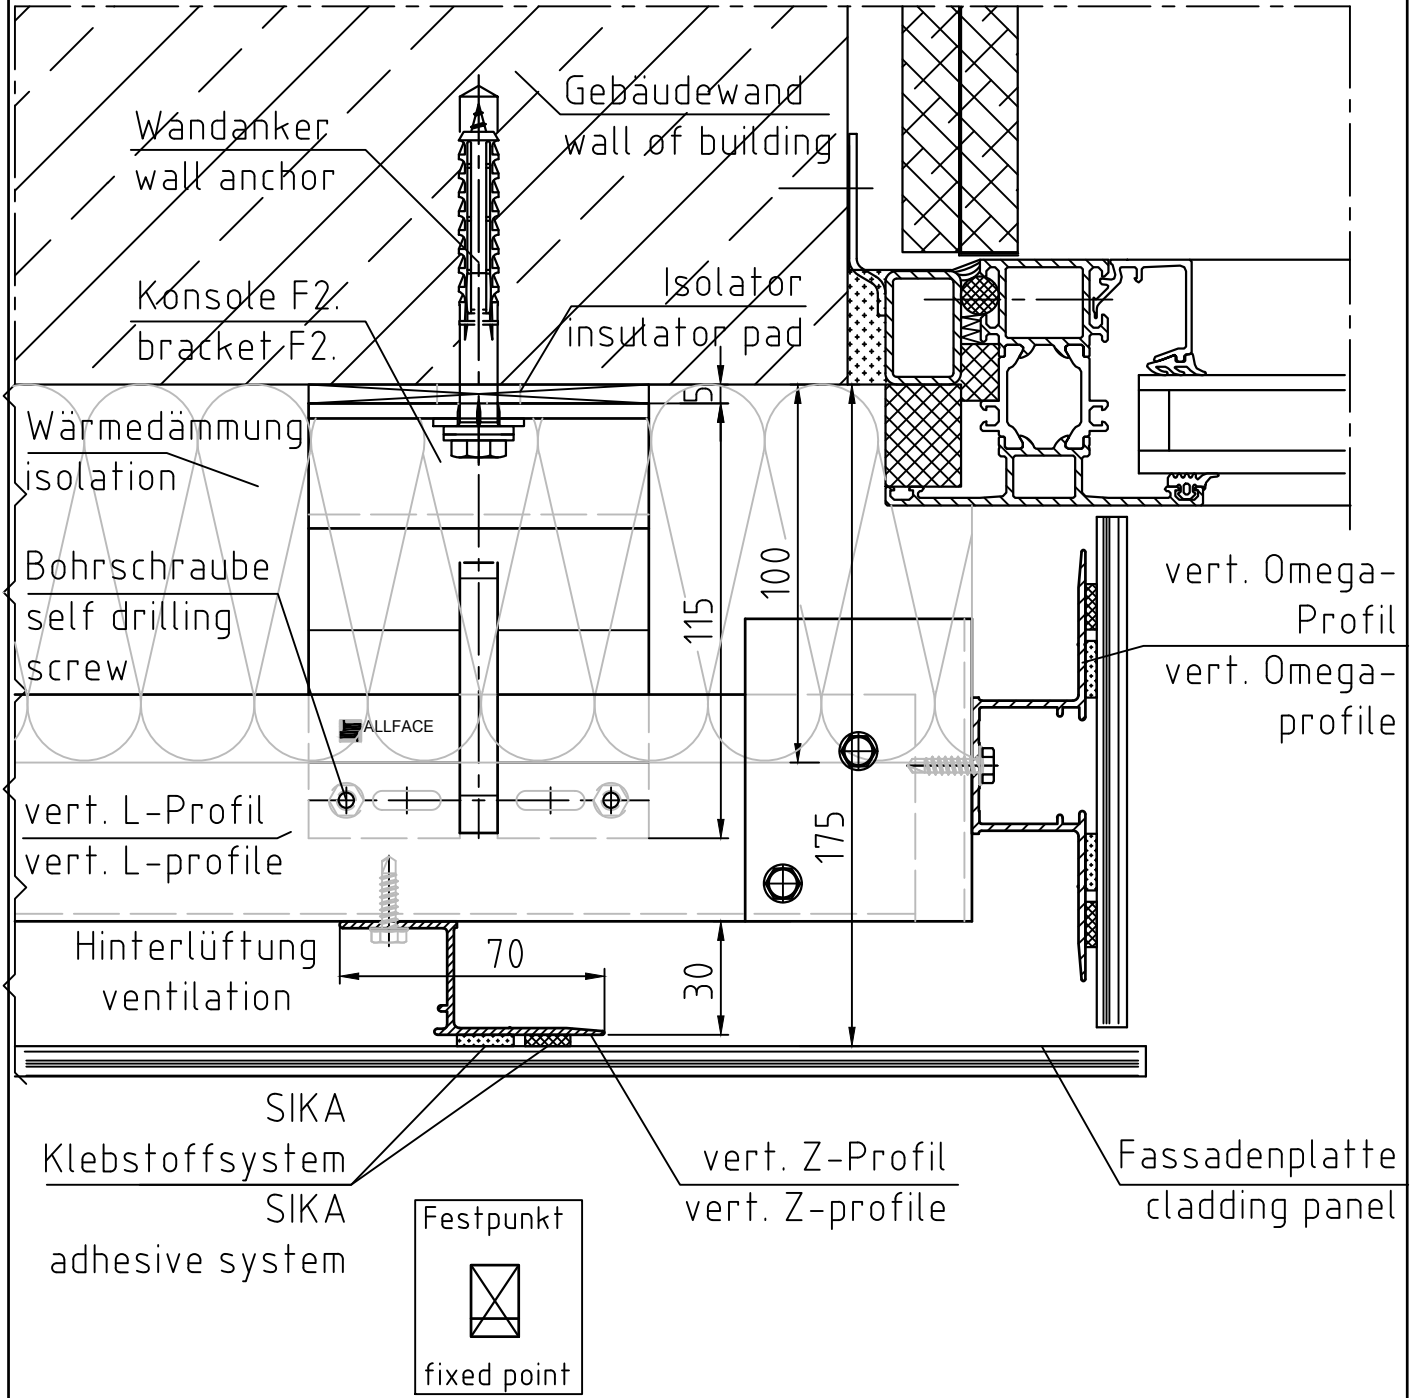 Gebäudewand
wall of building
Wandanker
wall anchor
Konsole F2.
bracket F2.
Isolator
insulator pad
5
Wärmedämmung
isolation
100
115
175
Bohrschraube
self drilling
screw
vert. Omega-
Profil
vert. Omega-
profile
ALLFACE
vert. L-Profil
vert. L-profile
Hinterlüftung
ventilation
70
30
SIKA
Klebstoffsystem
SIKA
adhesive system
vert. Z-Profil
vert. Z-profile
Fassadenplatte
cladding panel
Festpunkt
fixed point